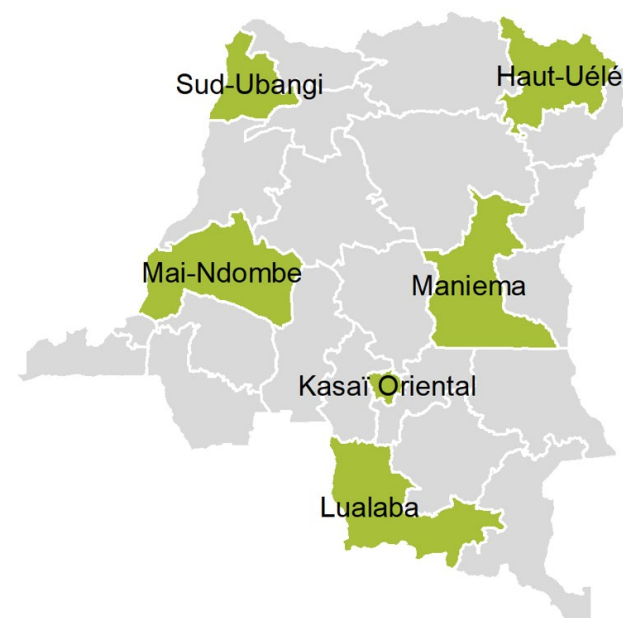 Sud-Ubangi
Haut-Uélé
Mai-Ndombe
Maniema
Kasaï Oriental
Lualaba